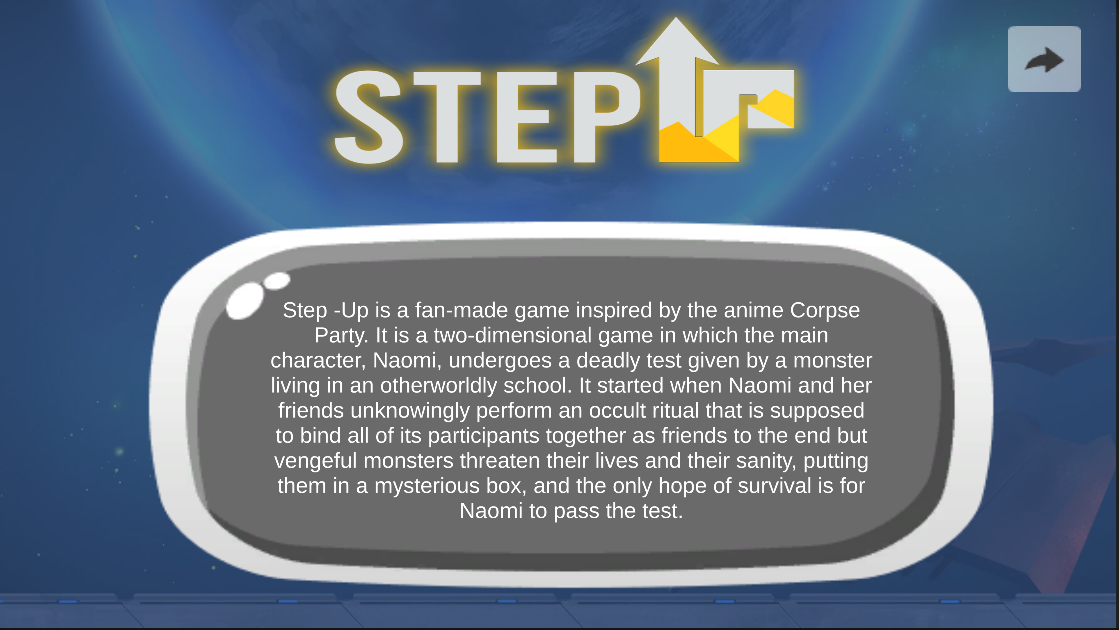 STEP UP
Step -Up is a fan-made game inspired by the anime Corpse
Party. It is a two-dimensional game in which the main
character, Naomi, undergoes a deadly test given by a monster
living in an otherworldly school. It started when Naomi and her
friends unknowingly perform an occult ritual that is supposed
to bind all of its participants together as friends to the end but
vengeful monsters threaten their lives and their sanity, putting
them in a mysterious box, and the only hope of survival is for
Naomi to pass the test.